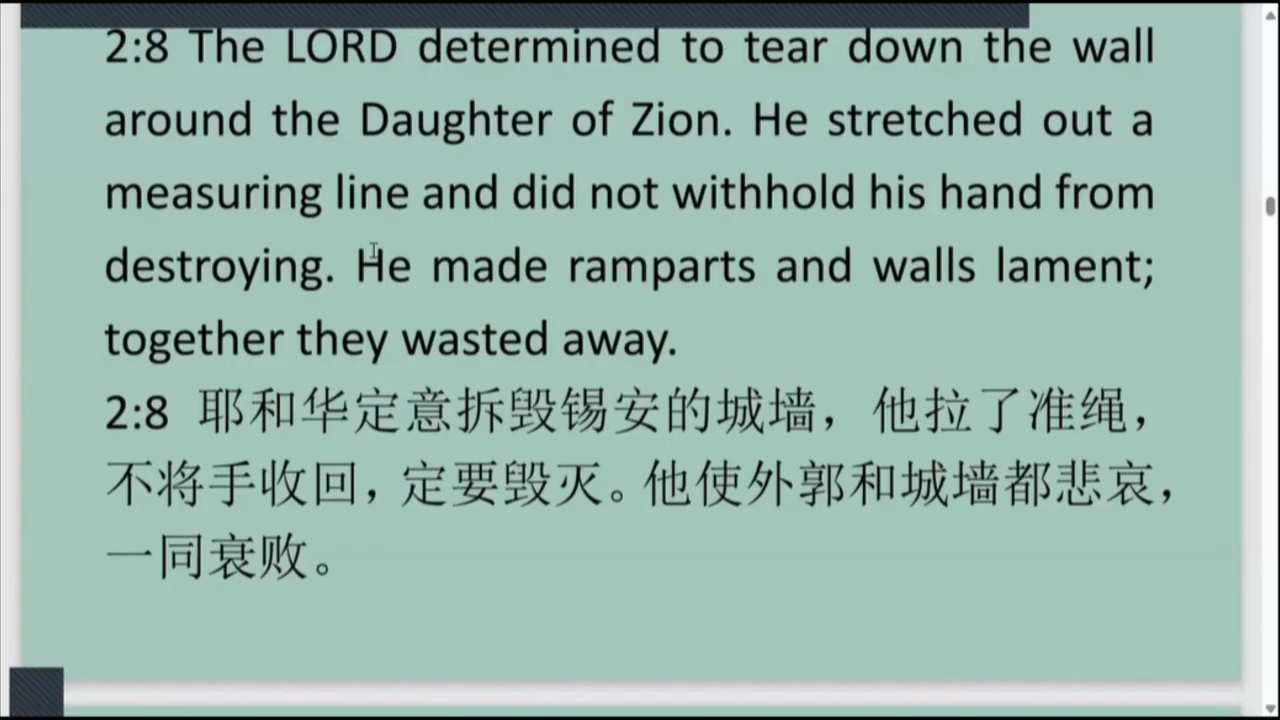 2:8 The LORD determined to tear down the wall
around the Daughter of Zion. He stretched out a
measuring line and did not withhold his hand from
destroying. He made ramparts and walls lament;
together they wasted away.
2:8 耶和华定意拆毁锡安的城墙，他拉了准绳，
不将手收回，定要毁灭。他使外郭和城墙都悲哀，
一同衰败。